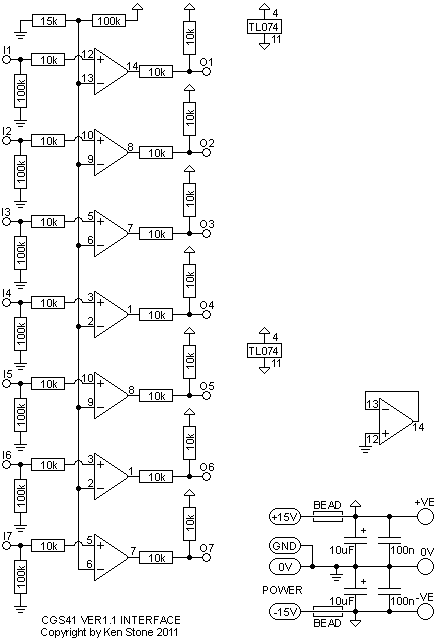 15k 100k 4
TL074
11
I1 10k 12 14 10k 10k O1
100k 13
I2 10k 10 8 10k 10k O2
100k 9
I3 10k 5 7 10k 10k O3
100k 6
I4 10k 3 1 10k 10k O4
100k 2
4
TL074
11
I5 10k 10 8 10k 10k O5
100k 9
13
14
12
I6 10k 3 1 10k 10k O6
100k 2
I7 10k 5 7 10k 10k O7
100k 6
BEAD +VE
+15V
+
GND 10uF 100n 0V
0V
+
POWER 10uF 100n -VE
-15V BEAD
CGS41 VER1.1 INTERFACE
Copyright by Ken Stone 2011